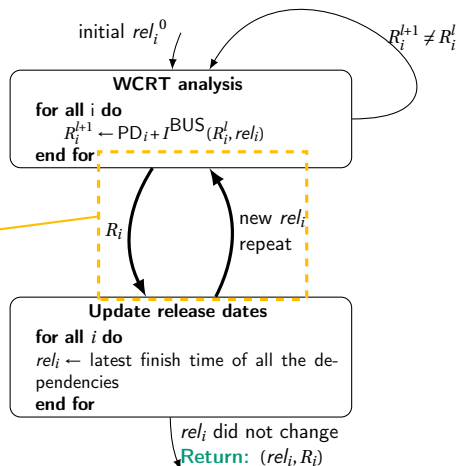 initial rel_i^0
R_i^{l+1} ≠ R_i^l
WCRT analysis
for all i do
R_i^{l+1} ← PD_i + I^BUS(R_i^l, rel_i)
end for
R_i
new rel_i
repeat
Update release dates
for all i do
rel_i ← latest finish time of all the de-
pendencies
end for
rel_i did not change
Return: (rel_i, R_i)